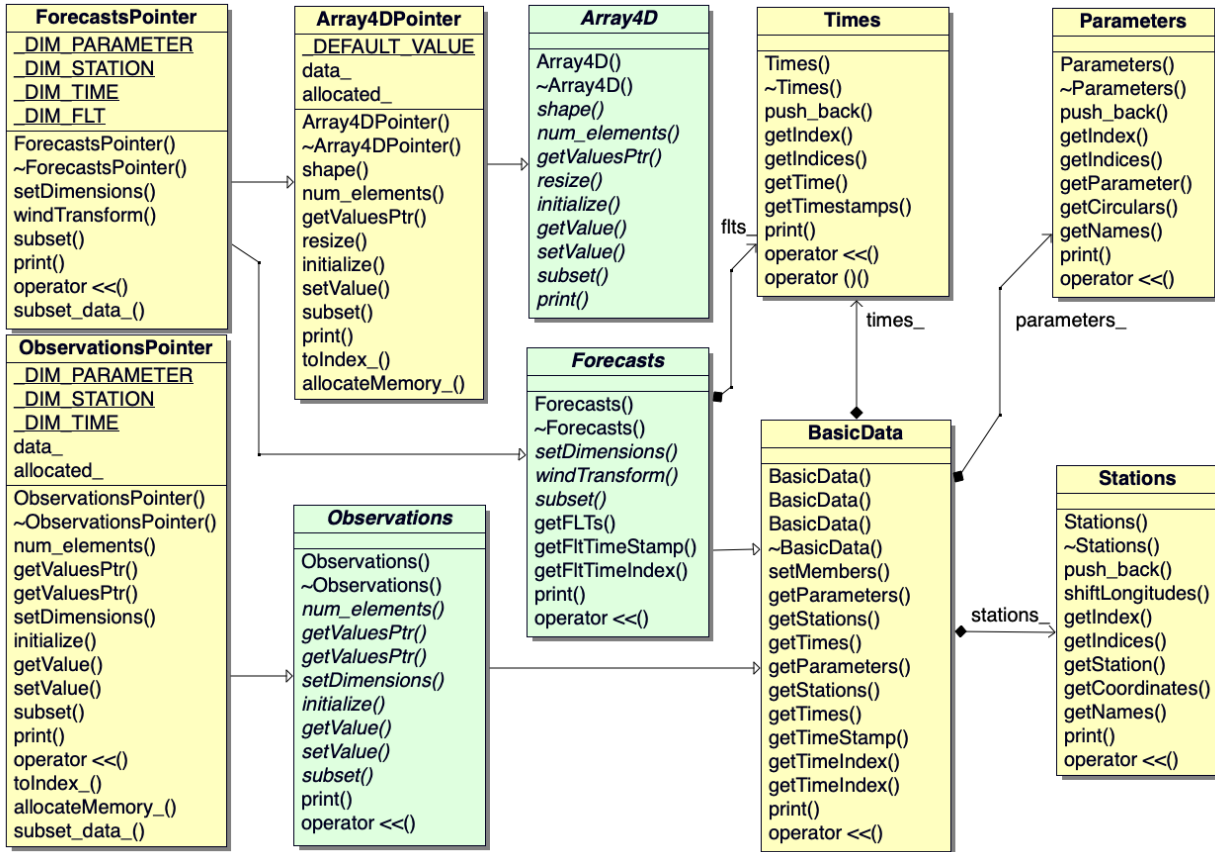 ForecastsPointer
_DIM_PARAMETER
_DIM_STATION
_DIM_TIME
_DIM_FLT
ForecastsPointer()
~ForecastsPointer()
setDimensions()
windTransform()
subset()
print()
operator <<()
subset_data_()
Array4DPointer
_DEFAULT_VALUE
data_
allocated_
Array4DPointer()
~Array4DPointer()
shape()
num_elements()
getValuesPtr()
resize()
initialize()
setValue()
subset()
print()
toIndex_()
allocateMemory_()
Array4D
Array4D()
~Array4D()
shape()
num_elements()
getValuesPtr()
resize()
initialize()
getValue()
setValue()
subset()
print()
Times
Times()
~Times()
push_back()
getIndex()
getIndices()
getTime()
getTimestamps()
print()
operator <<()
operator ()()
Parameters
Parameters()
~Parameters()
push_back()
getIndex()
getIndices()
getParameter()
getCirculars()
getNames()
print()
operator <<()
flts_
times_
parameters_
ObservationsPointer
_DIM_PARAMETER
_DIM_STATION
_DIM_TIME
data_
allocated_
ObservationsPointer()
~ObservationsPointer()
num_elements()
getValuesPtr()
getValuesPtr()
setDimensions()
initialize()
getValue()
setValue()
subset()
print()
operator <<()
toIndex_()
allocateMemory_()
subset_data_()
Observations
Observations()
~Observations()
num_elements()
getValuesPtr()
getValuesPtr()
setDimensions()
initialize()
getValue()
setValue()
subset()
print()
operator <<()
Forecasts
Forecasts()
~Forecasts()
setDimensions()
windTransform()
subset()
getFLTs()
getFltTimeStamp()
getFltTimeIndex()
print()
operator <<()
BasicData
BasicData()
BasicData()
BasicData()
~BasicData()
setMembers()
getParameters()
getStations()
getTimes()
getParameters()
getStations()
getTimes()
getTimeStamp()
getTimeIndex()
getTimeIndex()
print()
operator <<()
stations_
Stations
Stations()
~Stations()
push_back()
shiftLongitudes()
getIndex()
getIndices()
getStation()
getCoordinates()
getNames()
print()
operator <<()